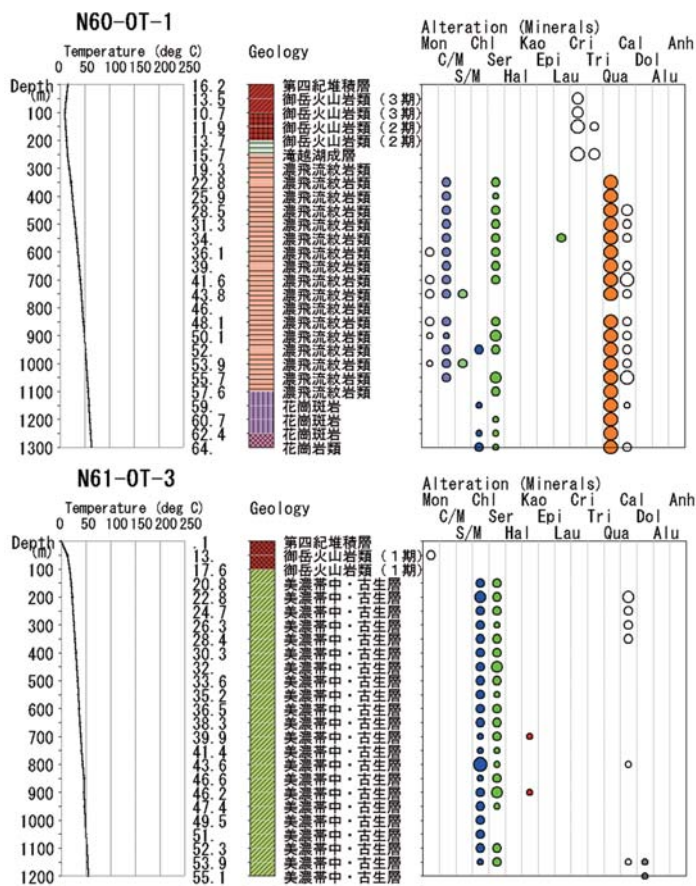 N60-OT-1
Temperature (deg C)
0 50 100 150 200 250
Geology
Alteration (Minerals)
Mon Chl Kao Cri Cal Anh
C/M Ser Epi Tri Dol
S/M Hal Lau Qua Alu
Depth 16.2 第四紀堆積層
(m) 13.5 御岳火山岩類(3期)
100 10.7 御岳火山岩類(3期)
11.9 御岳火山岩類(2期)
200 13.7 御岳火山岩類(2期)
15.7 滝越湖成層
300 19.3 濃飛流紋岩類
22.8 濃飛流紋岩類
400 25.9 濃飛流紋岩類
28.5 濃飛流紋岩類
500 31.3 濃飛流紋岩類
34. 濃飛流紋岩類
600 36.1 濃飛流紋岩類
39. 濃飛流紋岩類
700 41.6 濃飛流紋岩類
43.8 濃飛流紋岩類
800 46. 濃飛流紋岩類
48.1 濃飛流紋岩類
900 50.1 濃飛流紋岩類
52. 濃飛流紋岩類
1000 53.9 濃飛流紋岩類
55.7 濃飛流紋岩類
1100 57.6 濃飛流紋岩類
59. 花崗斑岩
1200 60.7 花崗斑岩
62.4 花崗斑岩
1300 64. 花崗岩類
N61-OT-3
Temperature (deg C)
0 50 100 150 200 250
Geology
Alteration (Minerals)
Mon Chl Kao Cri Cal Anh
C/M Ser Epi Tri Dol
S/M Hal Lau Qua Alu
Depth .1 第四紀堆積層
(m) 13. 御岳火山岩類(1期)
100 17.6 御岳火山岩類(1期)
20.8 美濃帯中・古生層
200 22.8 美濃帯中・古生層
24.7 美濃帯中・古生層
300 26.3 美濃帯中・古生層
28.4 美濃帯中・古生層
400 30.3 美濃帯中・古生層
32. 美濃帯中・古生層
500 33.6 美濃帯中・古生層
35.2 美濃帯中・古生層
600 36.5 美濃帯中・古生層
38.3 美濃帯中・古生層
700 39.9 美濃帯中・古生層
41.4 美濃帯中・古生層
800 43.6 美濃帯中・古生層
46.6 美濃帯中・古生層
900 46.2 美濃帯中・古生層
47.4 美濃帯中・古生層
1000 49.5 美濃帯中・古生層
51. 美濃帯中・古生層
1100 52.3 美濃帯中・古生層
53.9 美濃帯中・古生層
1200 55.1 美濃帯中・古生層